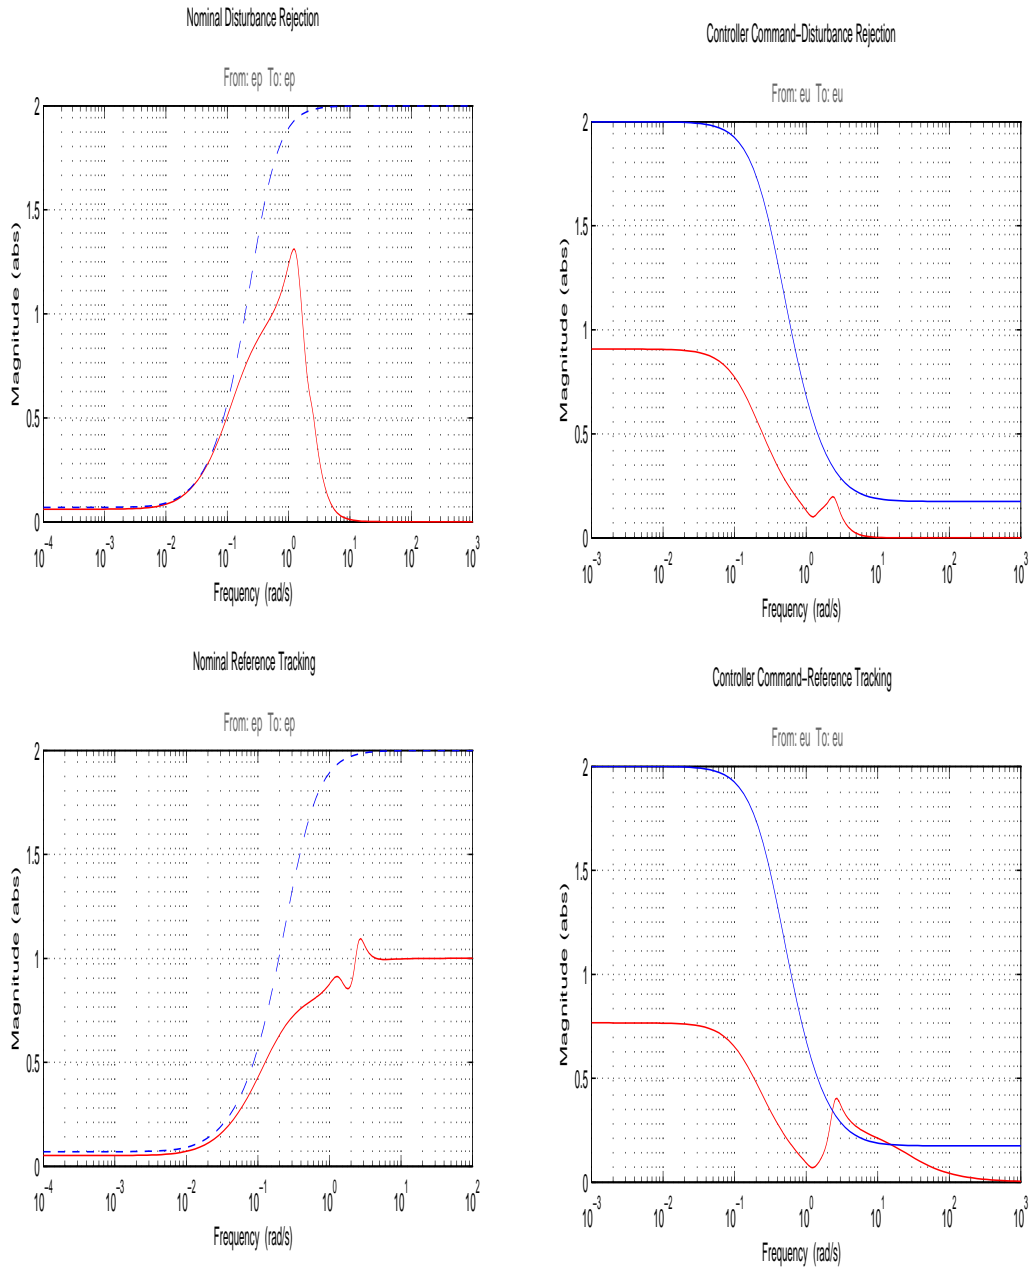 Nominal Disturbance Rejection
From: ep To: ep
2
1.5
1
0.5
0
Magnitude (abs)
10^−4 10^−3 10^−2 10^−1 10^0 10^1 10^2 10^3
Frequency (rad/s)
Controller Command−Disturbance Rejection
From: eu To: eu
2
1.5
1
0.5
0
Magnitude (abs)
10^−3 10^−2 10^−1 10^0 10^1 10^2 10^3
Frequency (rad/s)
Nominal Reference Tracking
From: ep To: ep
2
1.5
1
0.5
0
Magnitude (abs)
10^−4 10^−3 10^−2 10^−1 10^0 10^1 10^2
Frequency (rad/s)
Controller Command−Reference Tracking
From: eu To: eu
2
1.5
1
0.5
0
Magnitude (abs)
10^−3 10^−2 10^−1 10^0 10^1 10^2 10^3
Frequency (rad/s)